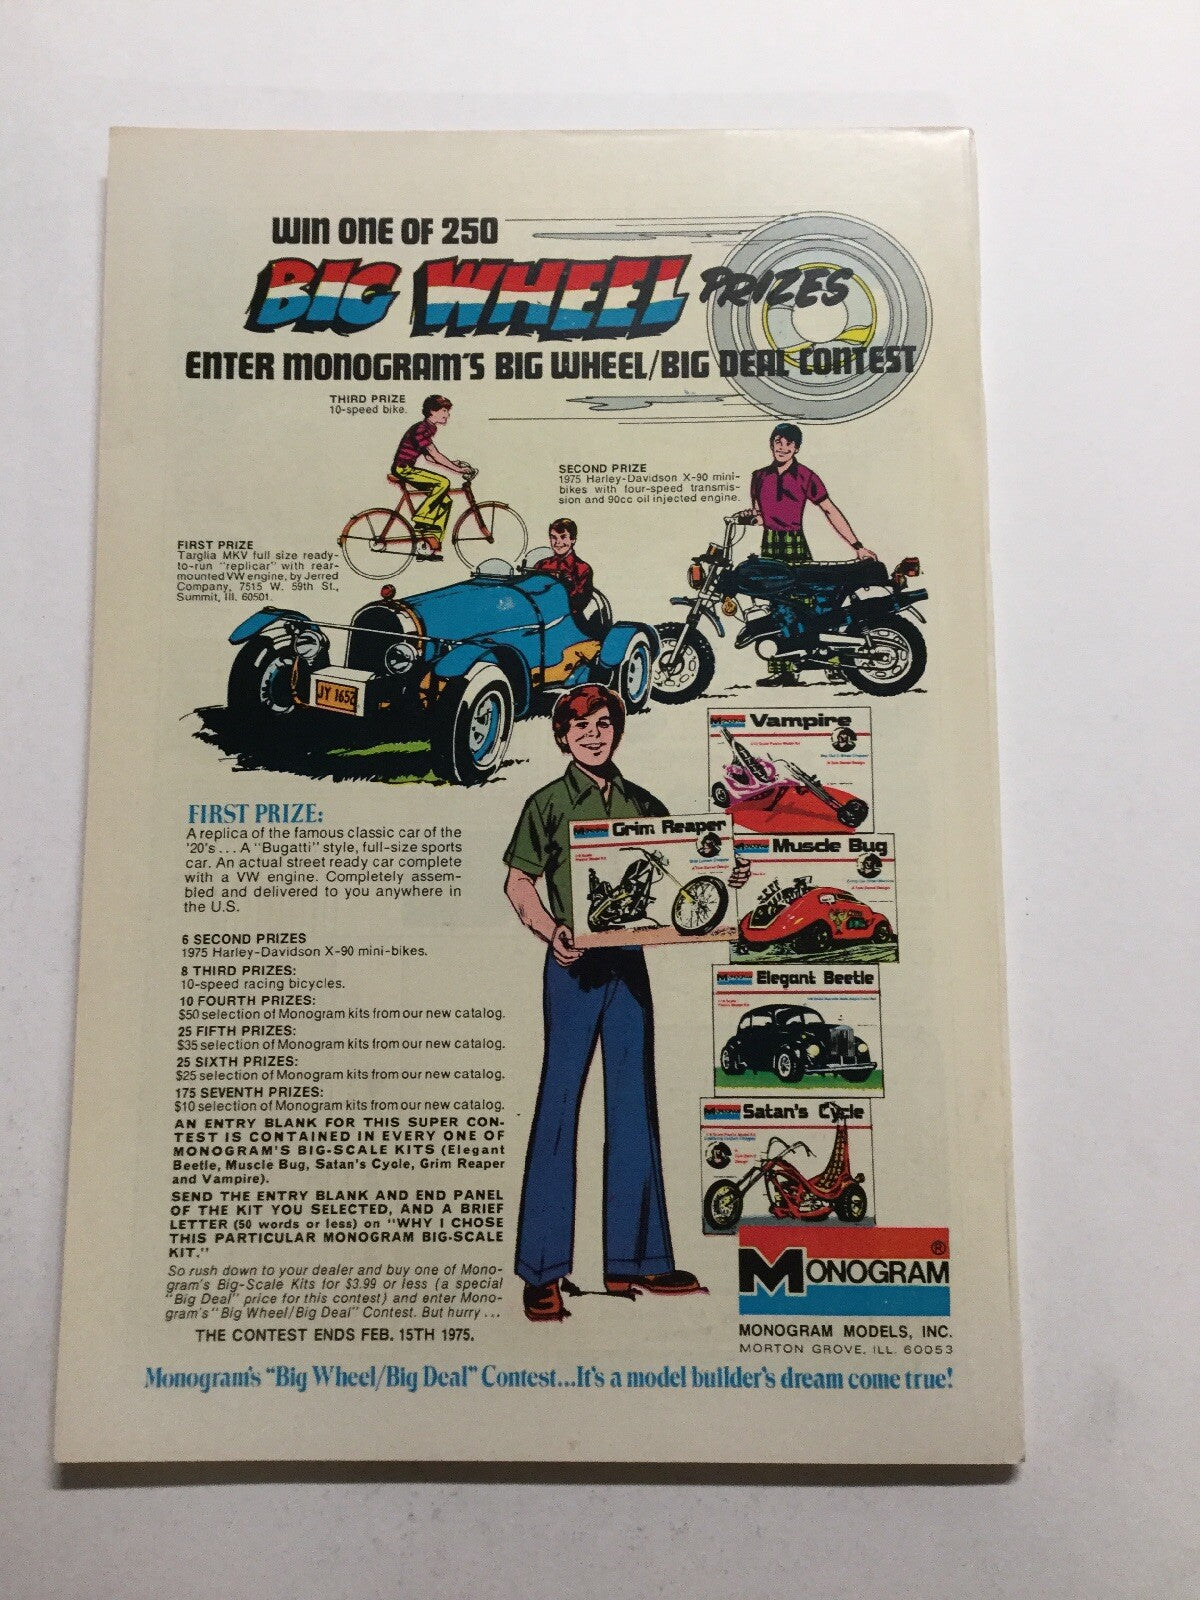 WIN ONE OF 250
BIG WHEEL PRIZES
ENTER MONOGRAM'S BIG WHEEL/BIG DEAL CONTEST
THIRD PRIZE
10-speed bike.
SECOND PRIZE
1975 Harley-Davidson X-90 mini-
bikes with four-speed transmis-
sion and 90cc oil injected engine.
FIRST PRIZE
Targlia MKV full size ready-
to-run "replicar" with rear-
mounted VW engine, by Jerred
Company, 7515 W. 59th St.,
Summit, Ill. 60501.
JY 1652
Vampire
Grim Reaper
Muscle Bug
Elegant Beetle
Satan's Cycle
FIRST PRIZE:
A replica of the famous classic car of the
'20's ... A "Bugatti" style, full-size sports
car. An actual street ready car complete
with a VW engine. Completely assem-
bled and delivered to you anywhere in
the U.S.
6 SECOND PRIZES
1975 Harley-Davidson X-90 mini-bikes.
8 THIRD PRIZES:
10-speed racing bicycles.
10 FOURTH PRIZES:
$50 selection of Monogram kits from our new catalog.
25 FIFTH PRIZES:
$35 selection of Monogram kits from our new catalog.
25 SIXTH PRIZES:
$25 selection of Monogram kits from our new catalog.
175 SEVENTH PRIZES:
$10 selection of Monogram kits from our new catalog.
AN ENTRY BLANK FOR THIS SUPER CON-
TEST IS CONTAINED IN EVERY ONE OF
MONOGRAM'S BIG-SCALE KITS (Elegant
Beetle, Muscle Bug, Satan's Cycle, Grim Reaper
and Vampire).
SEND THE ENTRY BLANK AND END PANEL
OF THE KIT YOU SELECTED, AND A BRIEF
LETTER (50 words or less) on "WHY I CHOSE
THIS PARTICULAR MONOGRAM BIG-SCALE
KIT."
So rush down to your dealer and buy one of Mono-
gram's Big-Scale Kits for $3.99 or less (a special
"Big Deal" price for this contest) and enter Mono-
gram's "Big Wheel/Big Deal" Contest. But hurry ...
THE CONTEST ENDS FEB. 15TH 1975.
MONOGRAM ®
MONOGRAM MODELS, INC.
MORTON GROVE, ILL. 60053
Monogram's "Big Wheel/Big Deal" Contest...It's a model builder's dream come true!